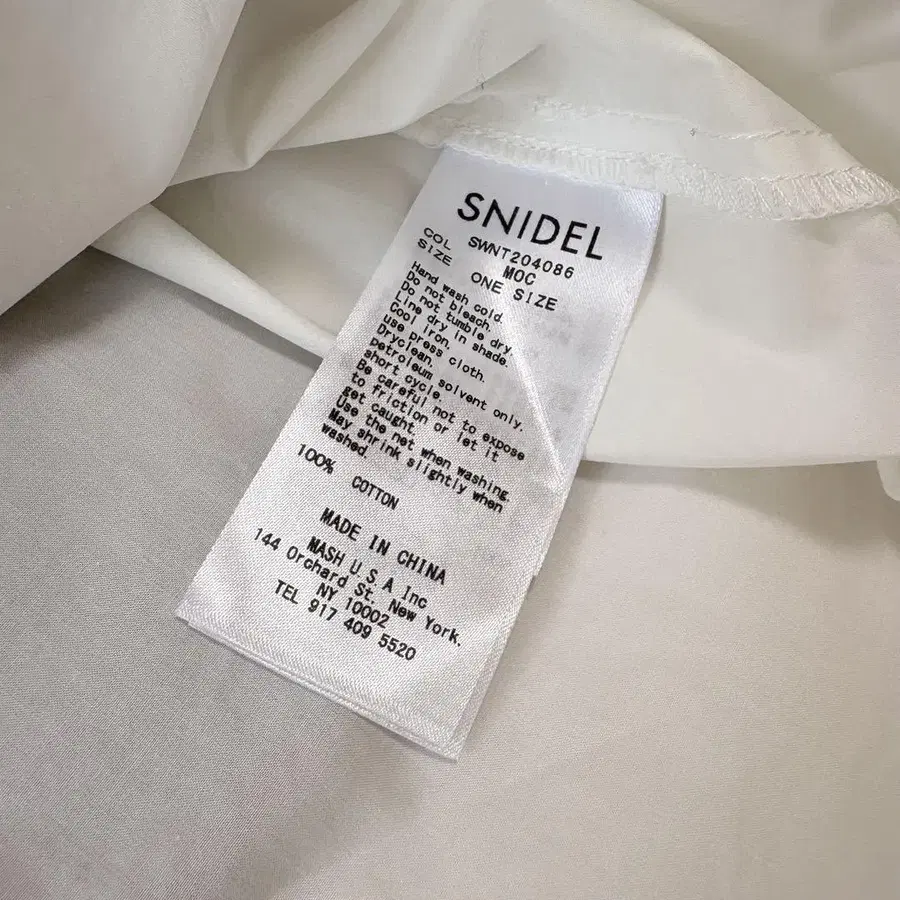 SNIDEL
SWNT204086
COL MOC
SIZE ONE SIZE
Hand wash cold.
Do not bleach.
Do not tumble dry.
Line dry in shade.
Cool iron,
use press cloth.
Dryclean.
petroleum solvent only.
short cycle.
Be careful not to expose
to friction or let it
get caught.
Use the net when washing.
May shrink slightly when
washed.
100% COTTON
MADE IN CHINA
MASH U.S.A Inc
144 Orchard St. New York.
NY 10002
TEL 917 409 5520